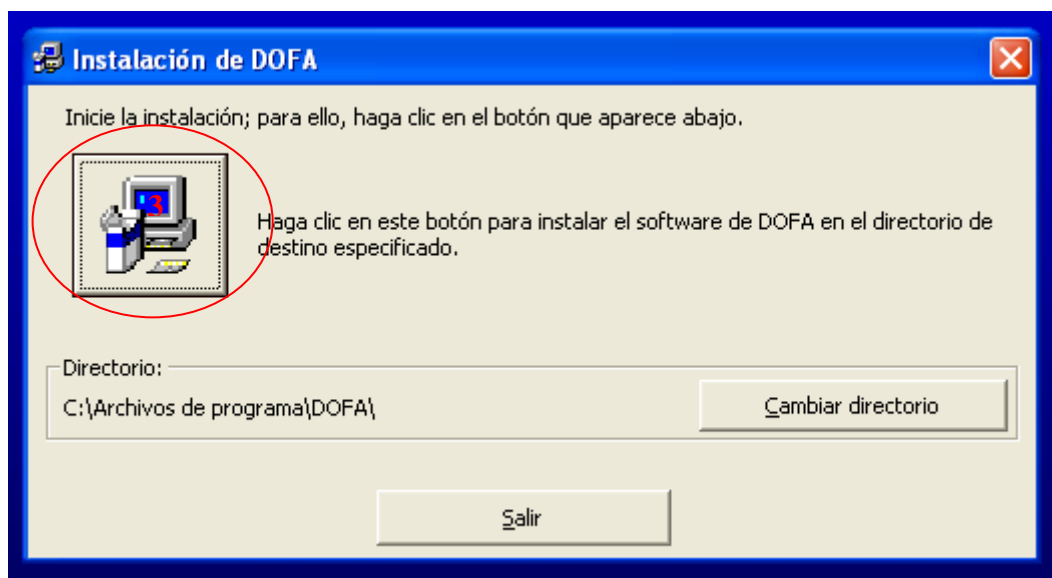 Instalación de DOFA
Inicie la instalación; para ello, haga clic en el botón que aparece abajo.
3
Haga clic en este botón para instalar el software de DOFA en el directorio de
destino especificado.
Directorio:
C:\Archivos de programa\DOFA\
Cambiar directorio
Salir